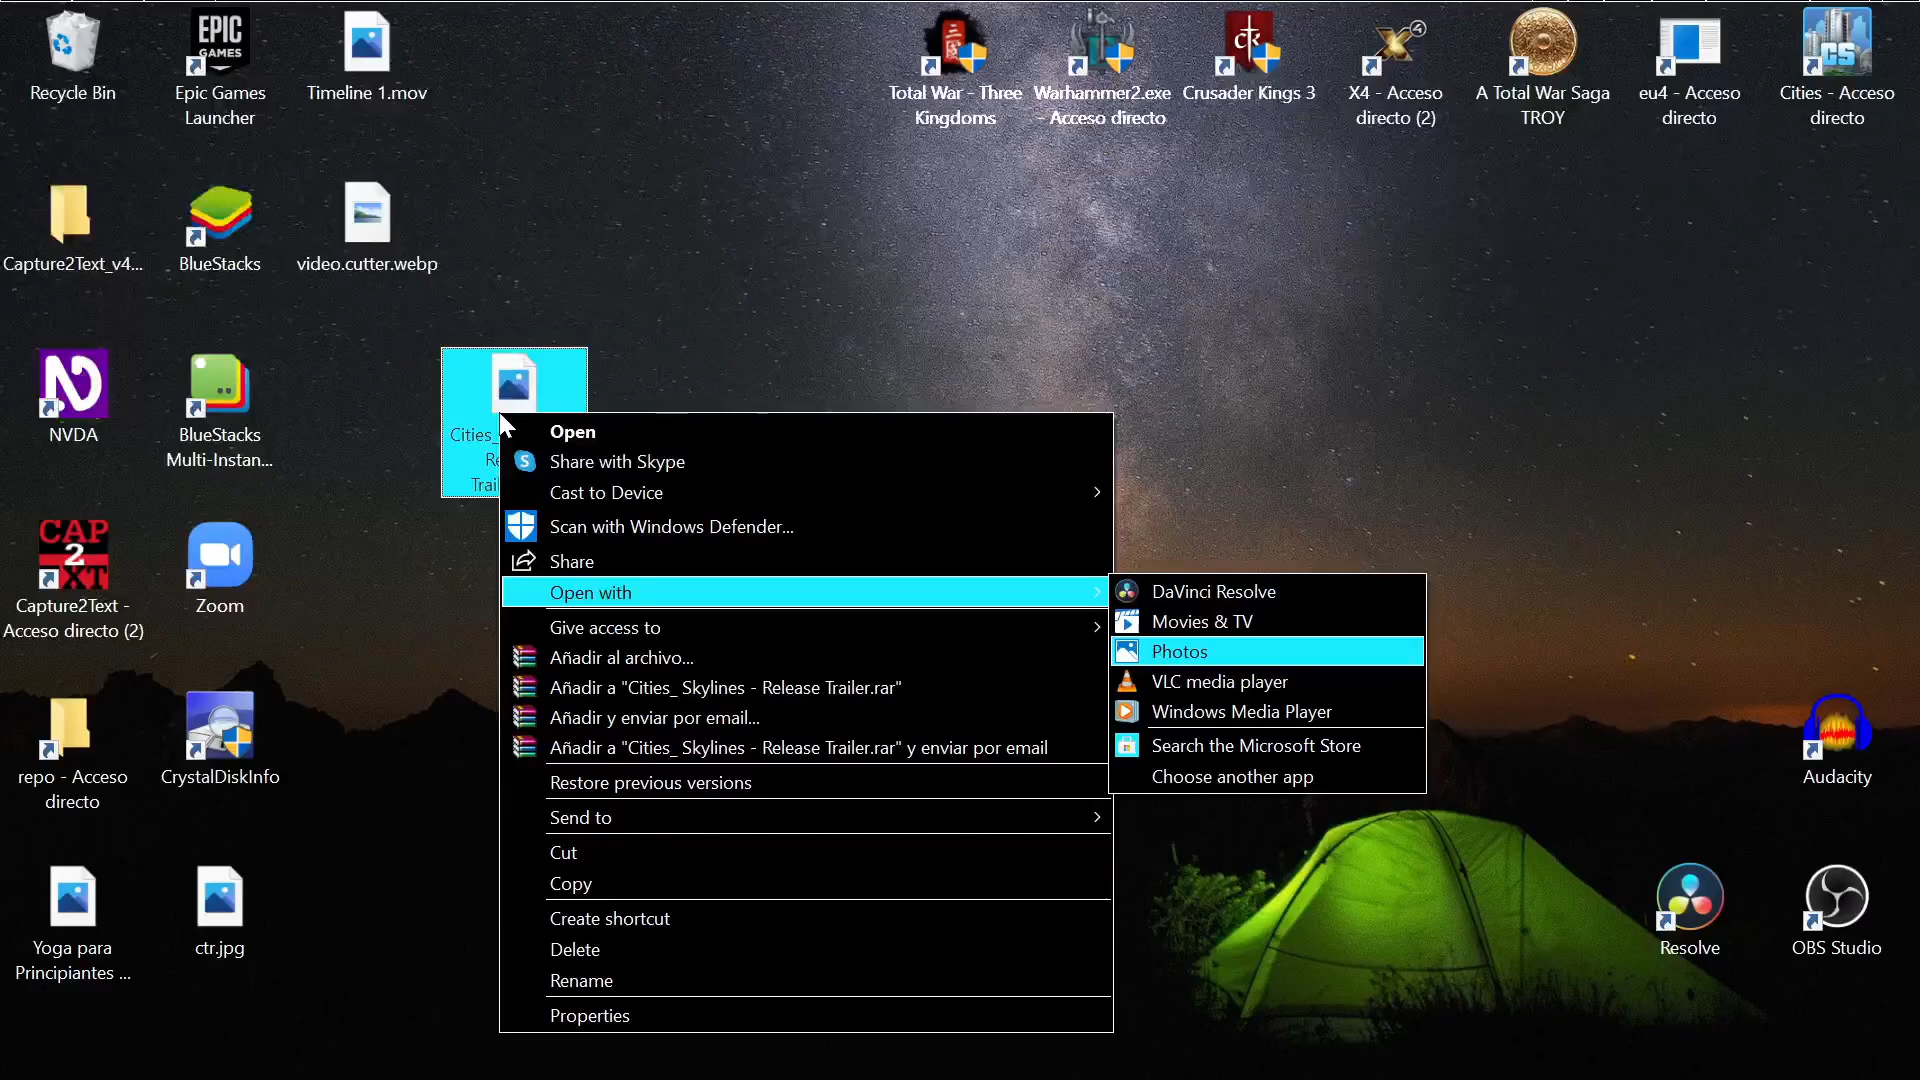 Recycle Bin
EPIC
GAMES
Epic Games
Launcher
Timeline 1.mov
Total War - Three
Kingdoms
Warhammer2.exe
- Acceso directo
Crusader Kings 3
X4 - Acceso
directo (2)
A Total War Saga
TROY
eu4 - Acceso
directo
CS
Cities - Acceso
directo
Capture2Text_v4...
BlueStacks
video.cutter.webp
NVDA
BlueStacks
Multi-Instan...
Cities_
Re
Trail
CAP
2
TXT
Capture2Text -
Acceso directo (2)
Zoom
repo - Acceso
directo
CrystalDiskInfo
Yoga para
Principiantes ...
ctr.jpg
Open
Share with Skype
Cast to Device
Scan with Windows Defender...
Share
Open with
Give access to
Añadir al archivo...
Añadir a "Cities_ Skylines - Release Trailer.rar"
Añadir y enviar por email...
Añadir a "Cities_ Skylines - Release Trailer.rar" y enviar por email
Restore previous versions
Send to
Cut
Copy
Create shortcut
Delete
Rename
Properties
DaVinci Resolve
Movies & TV
Photos
VLC media player
Windows Media Player
Search the Microsoft Store
Choose another app
Audacity
Resolve
OBS Studio